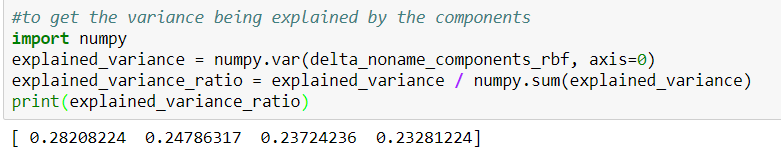 #to get the variance being explained by the components
import numpy
explained_variance = numpy.var(delta_noname_components_rbf, axis=0)
explained_variance_ratio = explained_variance / numpy.sum(explained_variance)
print(explained_variance_ratio)
[ 0.28208224  0.24786317  0.23724236  0.23281224]